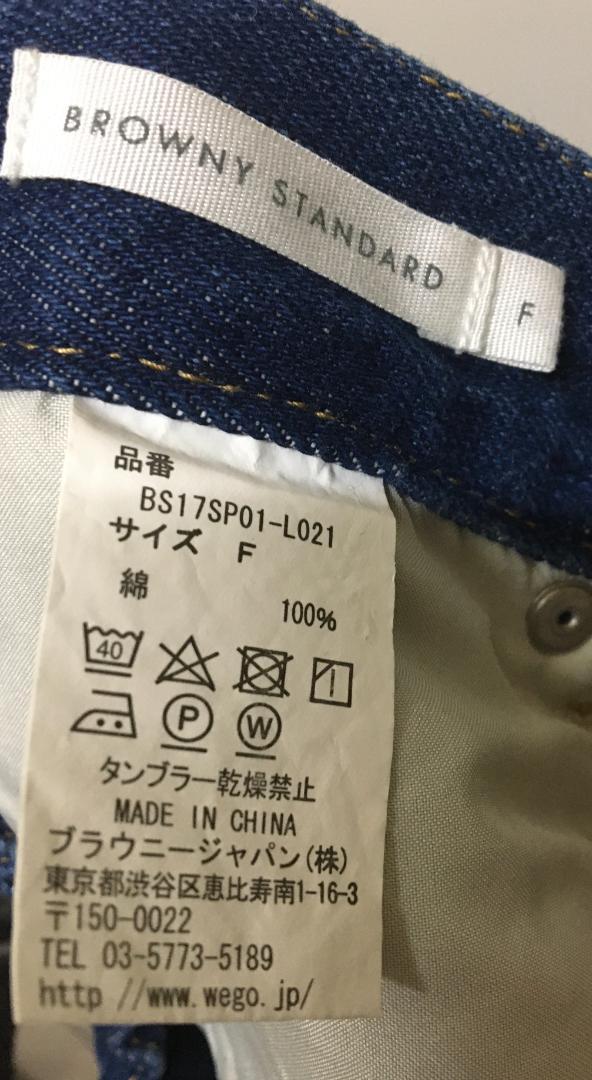 BROWNY STANDARD
F
品番
BS17SP01-L021
サイズ F
綿 100%
40
P W
タンブラー乾燥禁止
MADE IN CHINA
ブラウニージャパン(株)
東京都渋谷区恵比寿南1-16-3
〒150-0022
TEL 03-5773-5189
http //www.wego.jp/